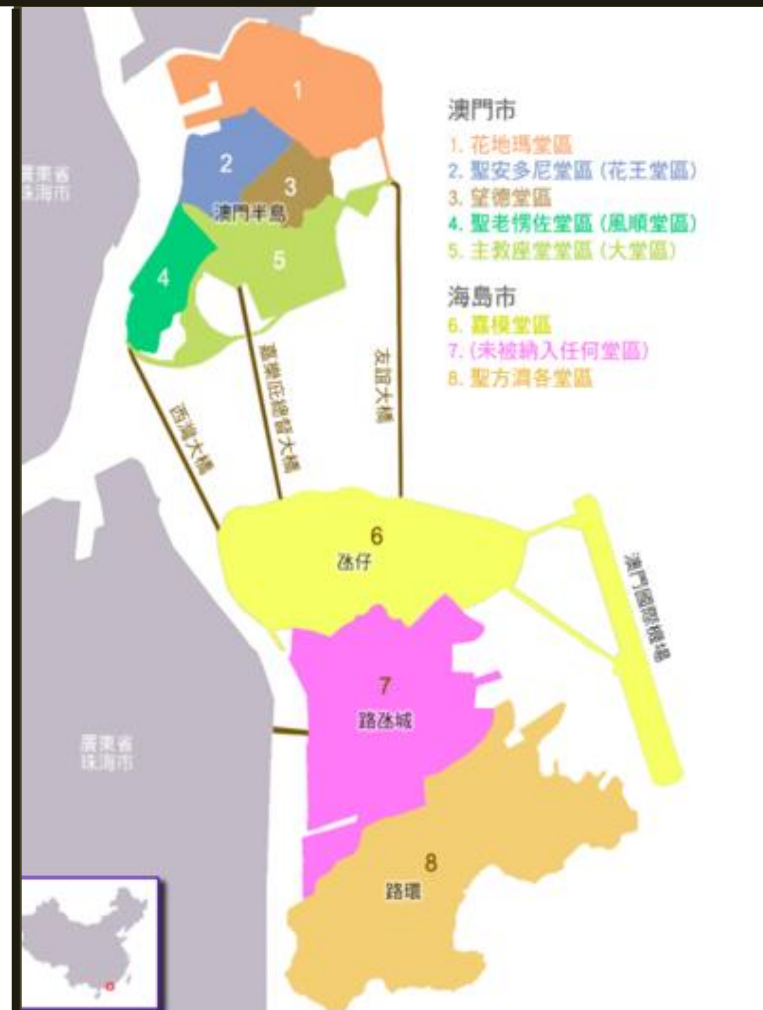 澳門市
1. 花地瑪堂區
2. 聖安多尼堂區 (花王堂區)
3. 望德堂區
4. 聖老愣佐堂區 (風順堂區)
5. 主教座堂堂區 (大堂區)
海島市
6. 嘉模堂區
7. (未被納入任何堂區)
8. 聖方濟各堂區
1
2
3
廣東省
珠海市
澳門半島
4
5
西灣大橋
嘉樂庇總督大橋
友誼大橋
6
氹仔
澳門國際機場
7
路氹城
廣東省
珠海市
8
路環